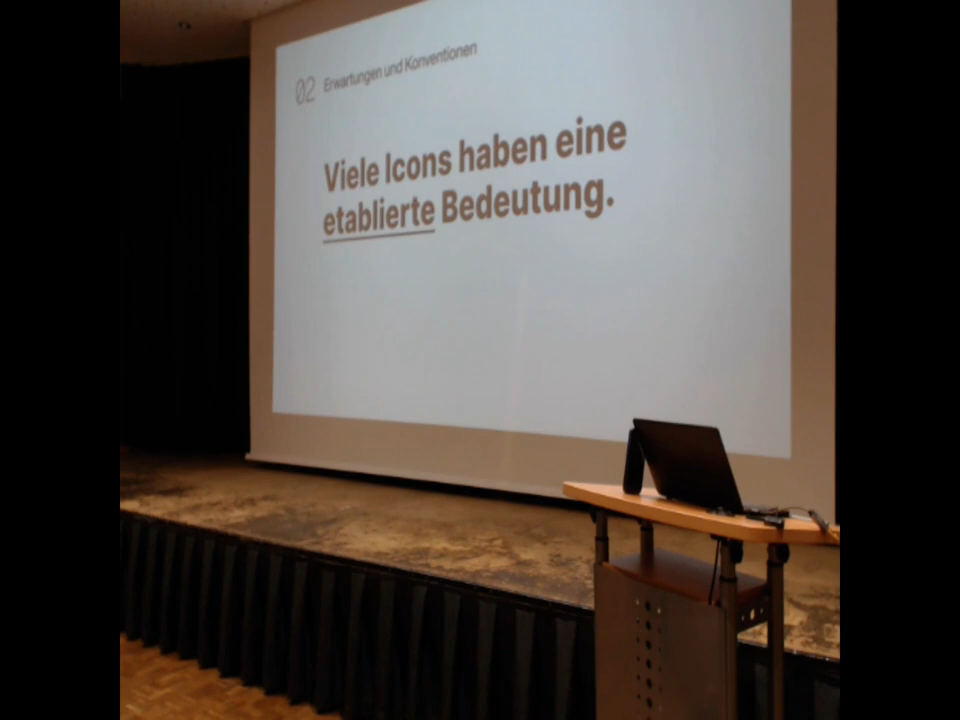 02 Erwartungen und Konventionen
Viele Icons haben eine
etablierte Bedeutung.